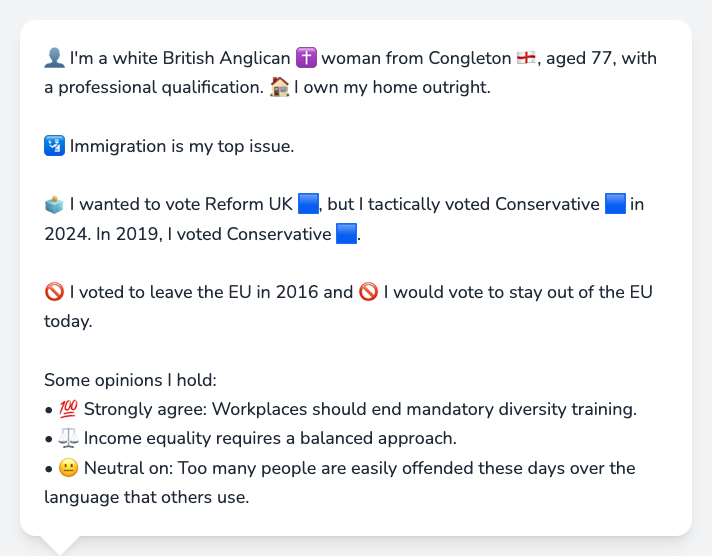 👤 I'm a white British Anglican ✝️ woman from Congleton 🏴󠁧󠁢󠁥󠁮󠁧󠁿, aged 77, with
a professional qualification. 🏠 I own my home outright.
🛂 Immigration is my top issue.
🗳️ I wanted to vote Reform UK 🟦, but I tactically voted Conservative 🟦 in
2024. In 2019, I voted Conservative 🟦.
🚫 I voted to leave the EU in 2016 and 🚫 I would vote to stay out of the EU
today.
Some opinions I hold:
• 💯 Strongly agree: Workplaces should end mandatory diversity training.
• ⚖️ Income equality requires a balanced approach.
• 😐 Neutral on: Too many people are easily offended these days over the
language that others use.